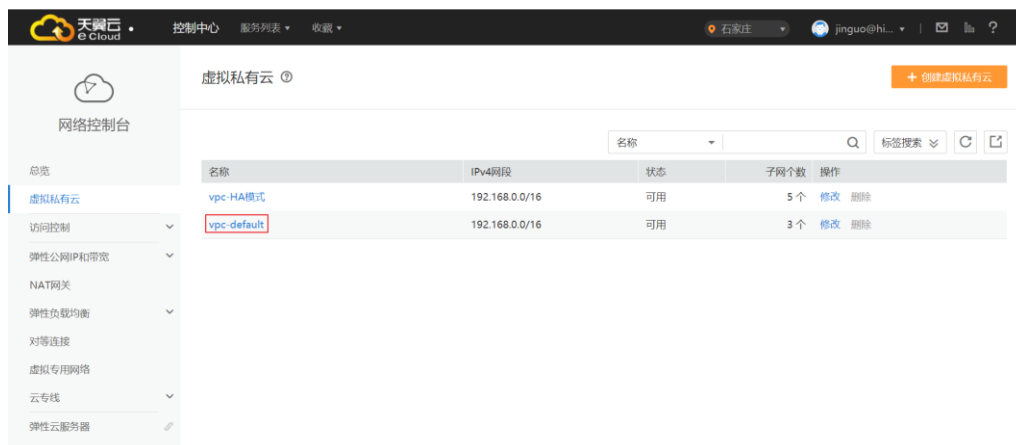 天翼云 e Cloud
控制中心 服务列表 收藏 石家庄 jinguo@hi... ?
网络控制台
总览
虚拟私有云
访问控制
弹性公网IP和带宽
NAT网关
弹性负载均衡
对等连接
虚拟专用网络
云专线
弹性云服务器
虚拟私有云 ?
+ 创建虚拟私有云
名称 标签搜索
名称 IPv4网段 状态 子网个数 操作
vpc-HA模式 192.168.0.0/16 可用 5 个 修改 删除
vpc-default 192.168.0.0/16 可用 3 个 修改 删除